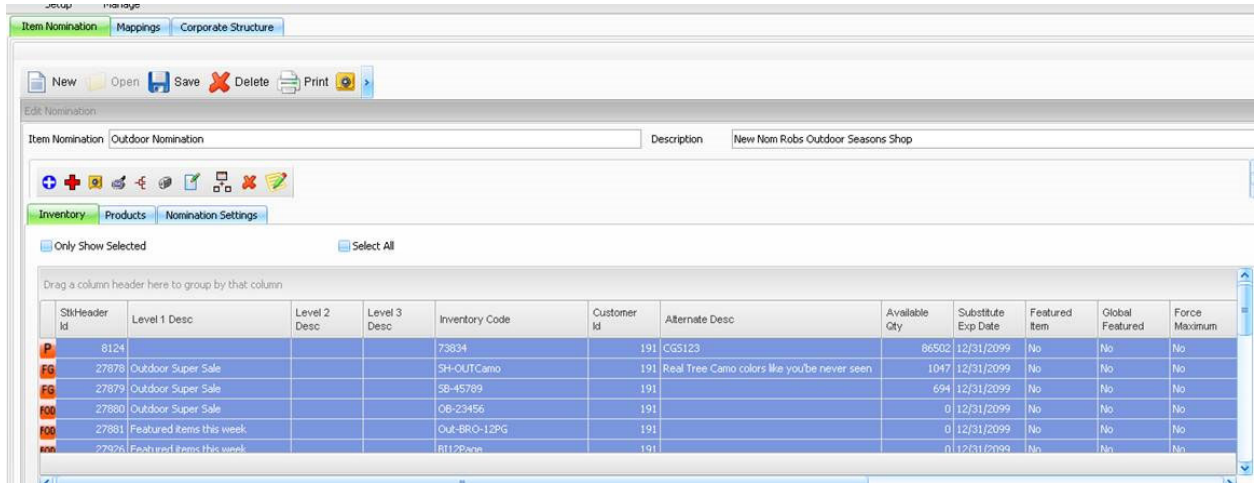 Setup Manage
Item Nomination Mappings Corporate Structure
New Open Save Delete Print
Edit Nomination
Item Nomination Outdoor Nomination Description New Nom Robs Outdoor Seasons Shop
Inventory Products Nomination Settings
Only Show Selected Select All
Drag a column header here to group by that column
StkHeader Id Level 1 Desc Level 2 Desc Level 3 Desc Inventory Code Customer Id Alternate Desc Available Qty Substitute Exp Date Featured Item Global Featured Force Maximum
P 8124 73834 191 CG5123 86502 12/31/2099 No No No
FG 27878 Outdoor Super Sale SH-OUTCamo 191 Real Tree Camo colors like you'be never seen 1047 12/31/2099 No No No
FG 27879 Outdoor Super Sale SB-45789 191 694 12/31/2099 No No No
FOD 27880 Outdoor Super Sale OB-23456 191 0 12/31/2099 No No No
FOD 27881 Featured items this week Out-BRO-12PG 191 0 12/31/2099 No No No
FOD 27926 Featured items this week BI12Page 191 0 12/31/2099 No No No